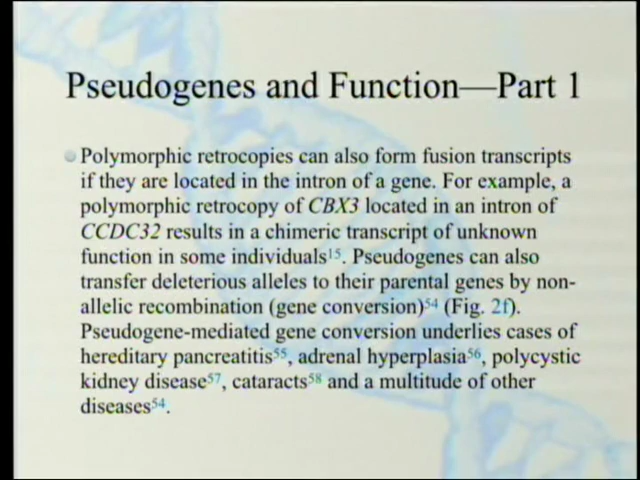 Pseudogenes and Function—Part 1
Polymorphic retrocopies can also form fusion transcripts
if they are located in the intron of a gene. For example, a
polymorphic retrocopy of CBX3 located in an intron of
CCDC32 results in a chimeric transcript of unknown
function in some individuals¹⁵. Pseudogenes can also
transfer deleterious alleles to their parental genes by non-
allelic recombination (gene conversion)⁵⁴ (Fig. 2f).
Pseudogene-mediated gene conversion underlies cases of
hereditary pancreatitis⁵⁵, adrenal hyperplasia⁵⁶, polycystic
kidney disease⁵⁷, cataracts⁵⁸ and a multitude of other
diseases⁵⁴.